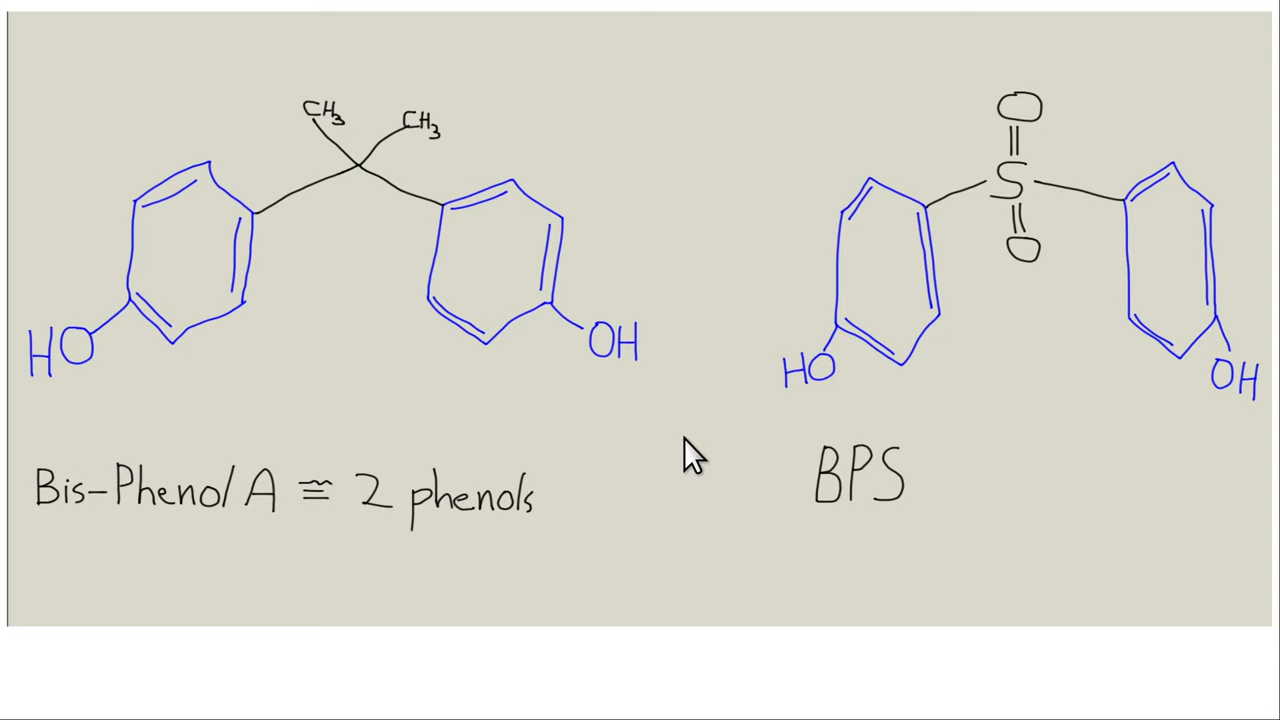 CH3
CH3
HO
OH
O
S
O
HO
OH
Bis-Phenol A ≅ 2 phenols
BPS